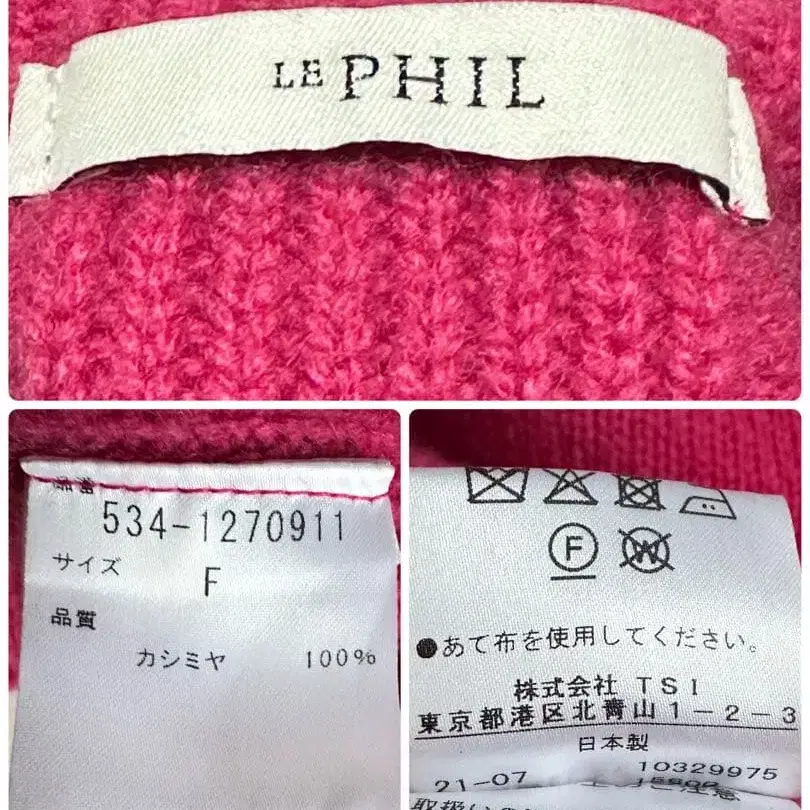 LE PHIL
品番
534-1270911
サイズ
F
品質
カシミヤ 100%
F
W
●あて布を使用してください。
株式会社 TSI
東京都港区北青山1-2-3
日本製
10329975
21-07